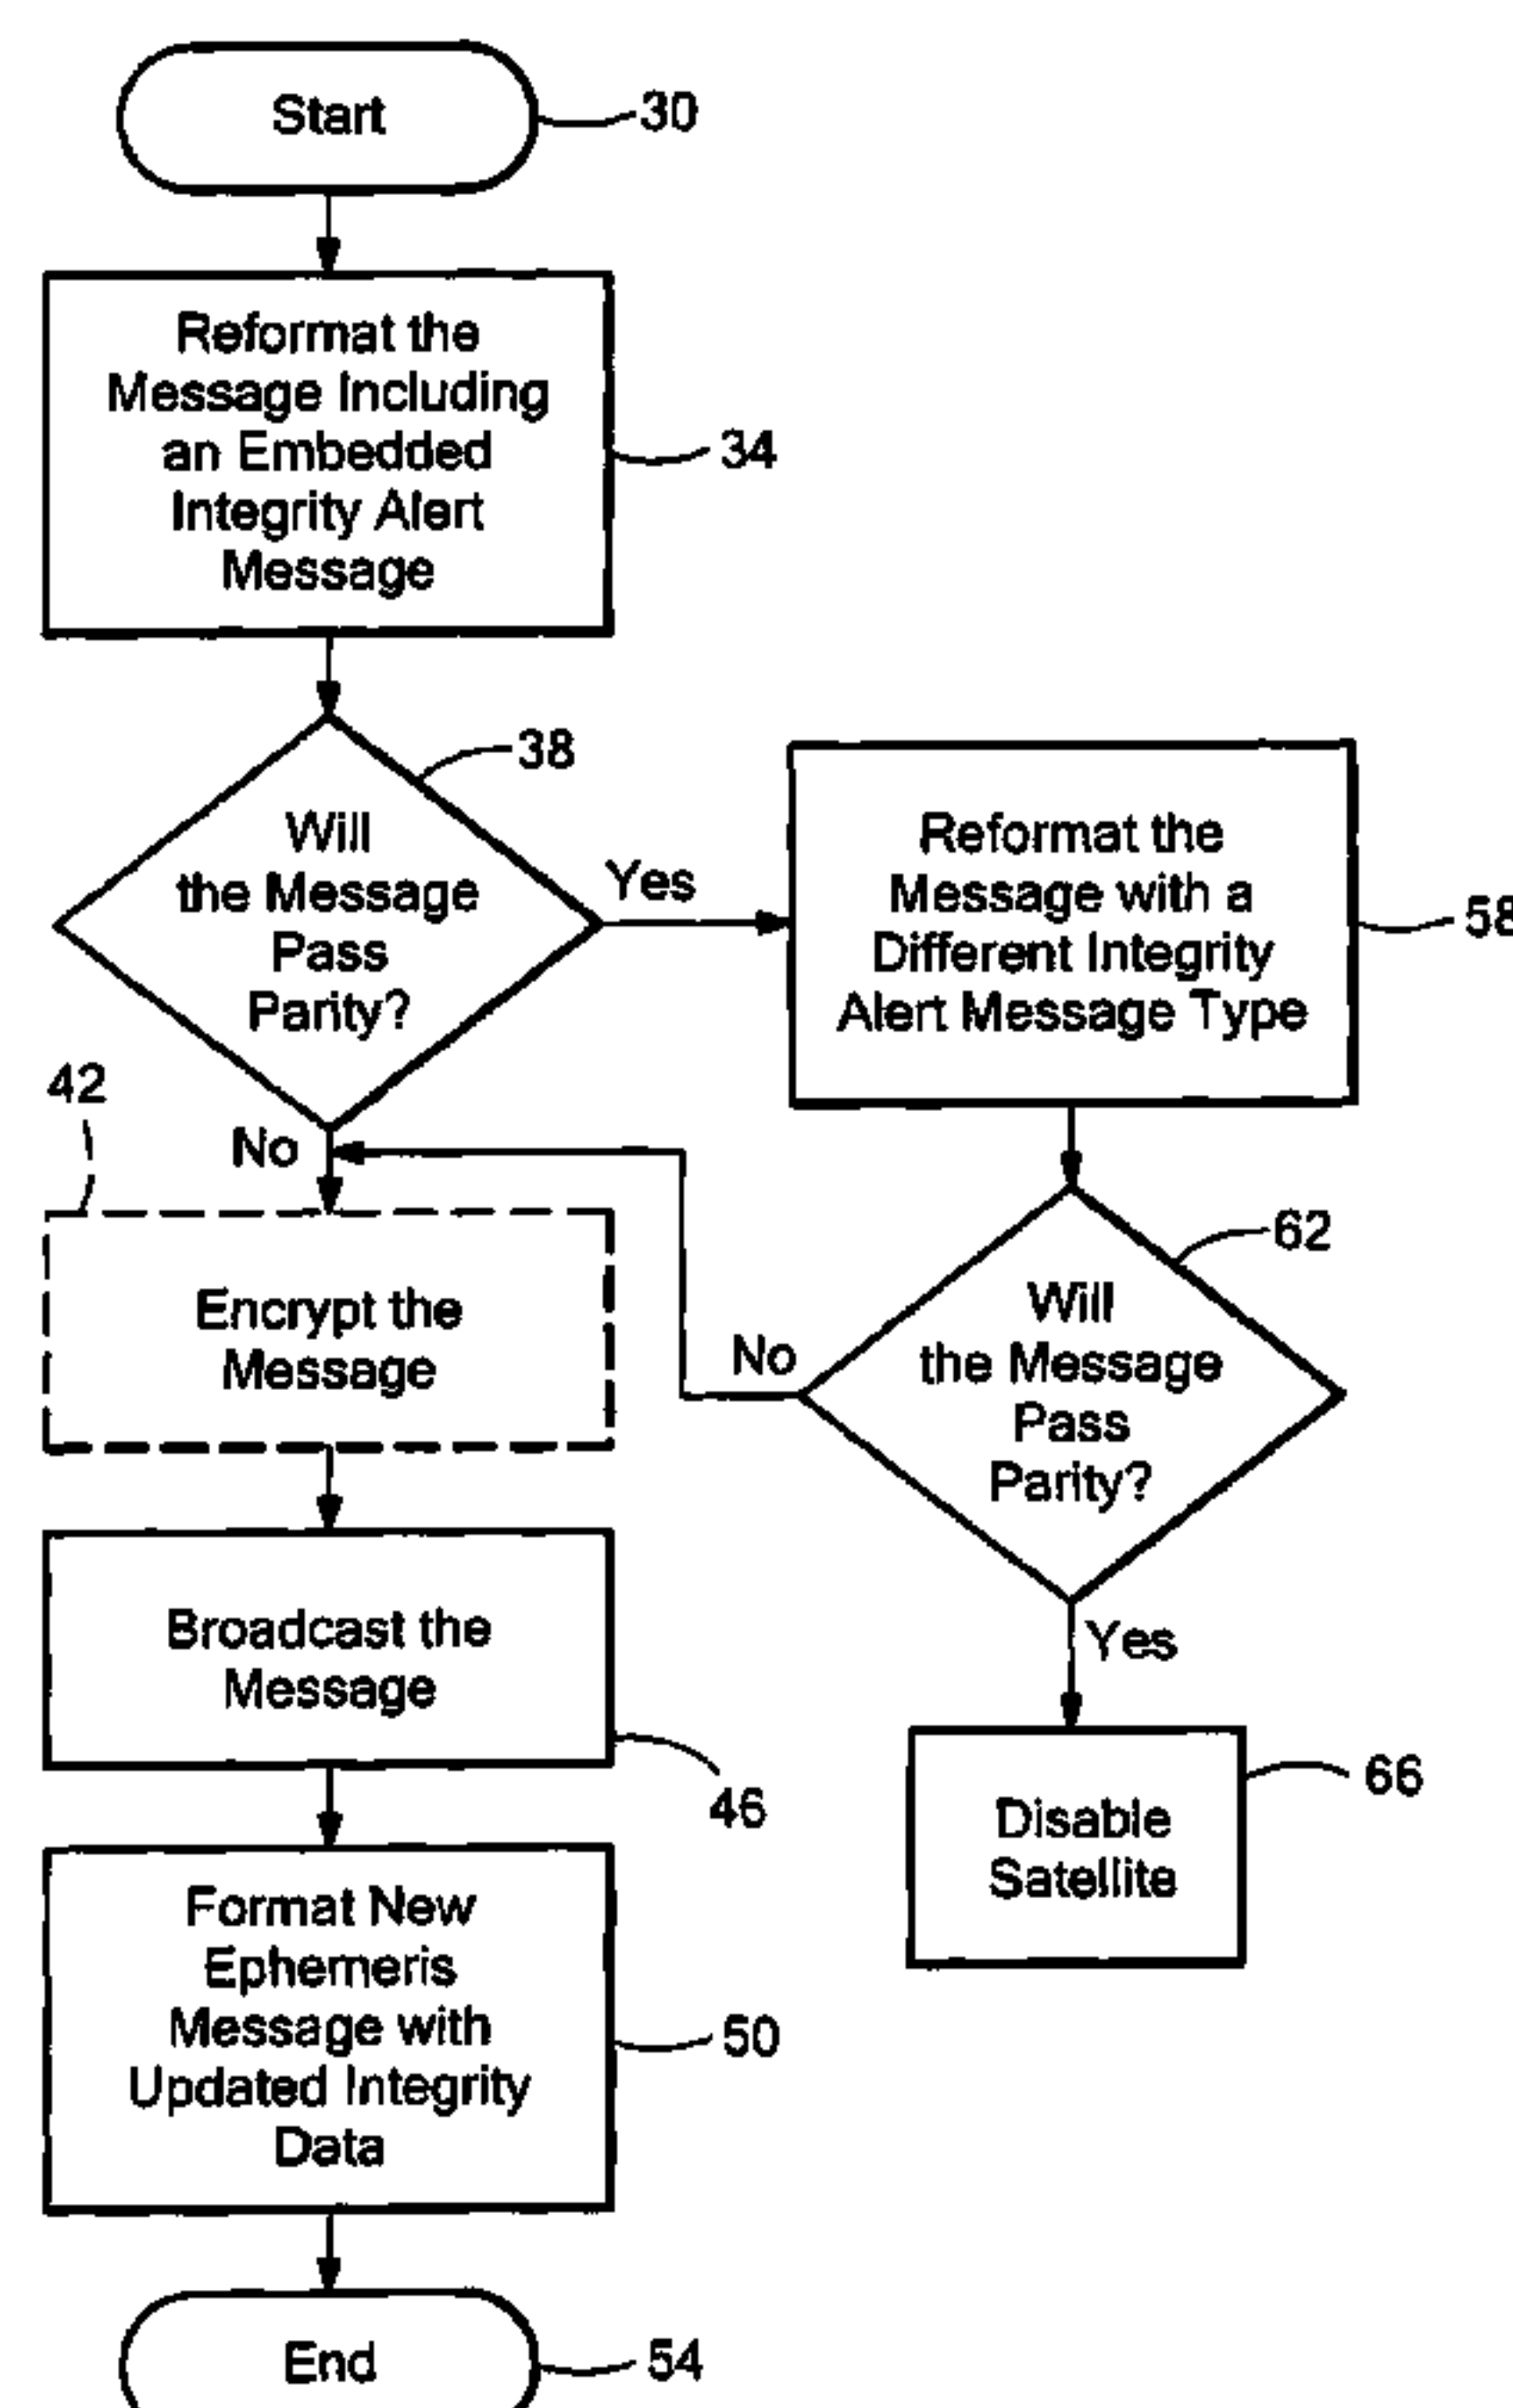 Start
30
Reformat the
Message Including
an Embedded
Integrity Alert
Message
34
38
Will
the Message
Pass
Parity?
Yes
No
Reformat the
Message with a
Different Integrity
Alert Message Type
58
42
Encrypt the
Message
62
Will
the Message
Pass
Parity?
No
Yes
Broadcast the
Message
46
Disable
Satellite
66
Format New
Ephemeris
Message with
Updated Integrity
Data
50
End
54